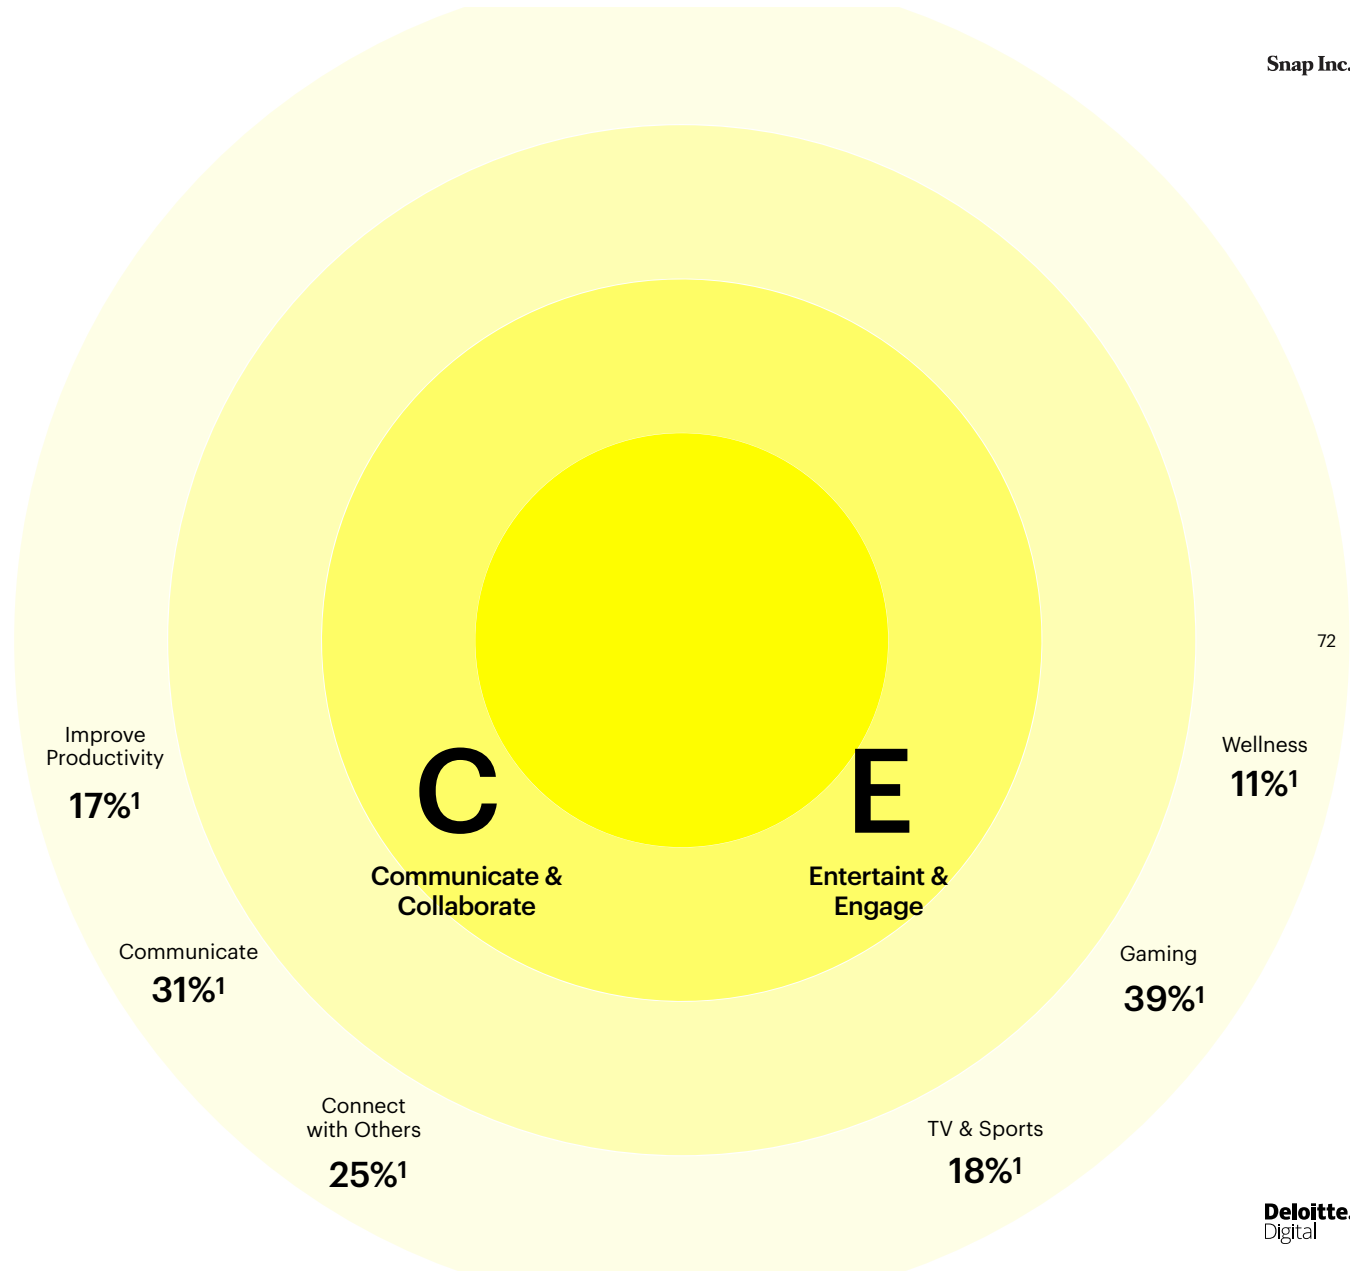 Snap Inc.
72
Improve
Productivity
17%¹
Wellness
11%¹
C
E
Communicate &
Collaborate
Entertaint &
Engage
Communicate
31%¹
Gaming
39%¹
Connect
with Others
25%¹
TV & Sports
18%¹
Deloitte.
Digital